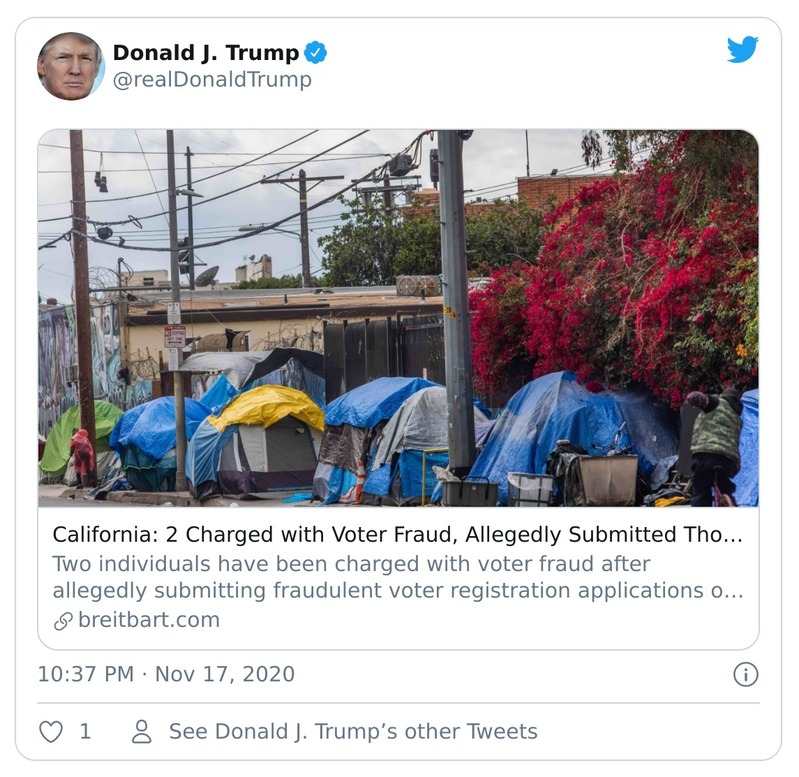 Donald J. Trump
@realDonaldTrump
California: 2 Charged with Voter Fraud, Allegedly Submitted Tho...
Two individuals have been charged with voter fraud after
allegedly submitting fraudulent voter registration applications o...
breitbart.com
10:37 PM · Nov 17, 2020
1 See Donald J. Trump’s other Tweets